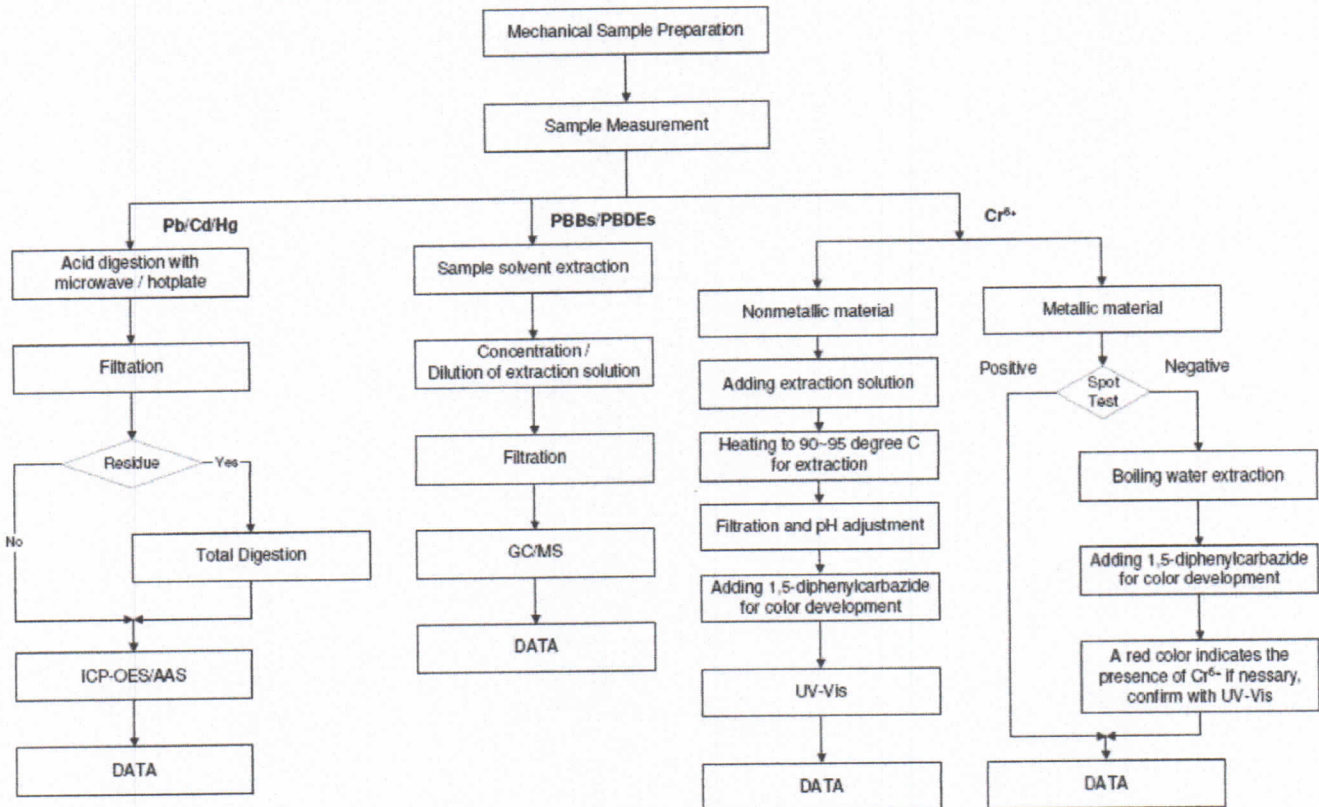 Mechanical Sample Preparation
Sample Measurement
Pb/Cd/Hg
Acid digestion with
microwave / hotplate
Filtration
Residue
Yes
No
Total Digestion
ICP-OES/AAS
DATA
PBBs/PBDEs
Sample solvent extraction
Concentration /
Dilution of extraction solution
Filtration
GC/MS
DATA
Cr⁶⁺
Nonmetallic material
Adding extraction solution
Heating to 90~95 degree C
for extraction
Filtration and pH adjustment
Adding 1,5-diphenylcarbazide
for color development
UV-Vis
DATA
Metallic material
Positive
Spot
Test
Negative
Boiling water extraction
Adding 1,5-diphenylcarbazide
for color development
A red color indicates the
presence of Cr⁶⁺ if nessary,
confirm with UV-Vis
DATA